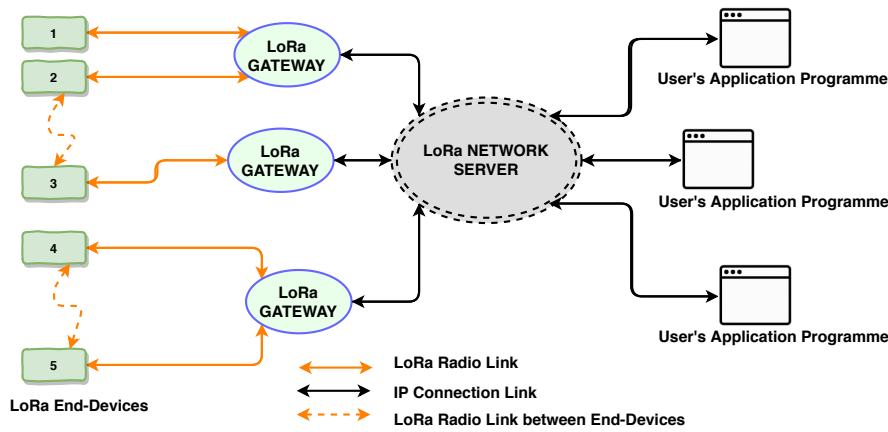 1
LoRa
GATEWAY
2
User's Application Programme
3
LoRa
GATEWAY
LoRa NETWORK
SERVER
User's Application Programme
4
LoRa
GATEWAY
User's Application Programme
5
LoRa End-Devices
LoRa Radio Link
IP Connection Link
LoRa Radio Link between End-Devices